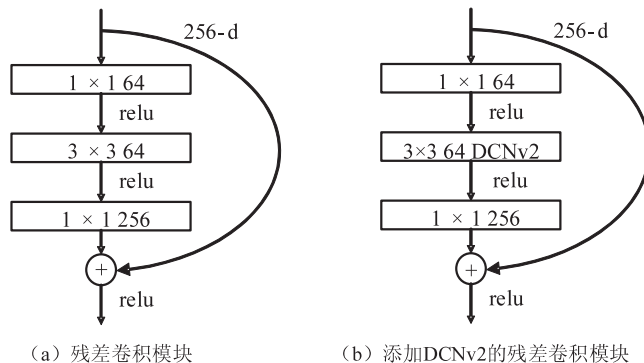 256-d
1 × 1 64
relu
3 × 3 64
relu
1 × 1 256
+
relu
(a) 残差卷积模块
256-d
1 × 1 64
relu
3×3 64 DCNv2
relu
1 × 1 256
+
relu
(b) 添加DCNv2的残差卷积模块